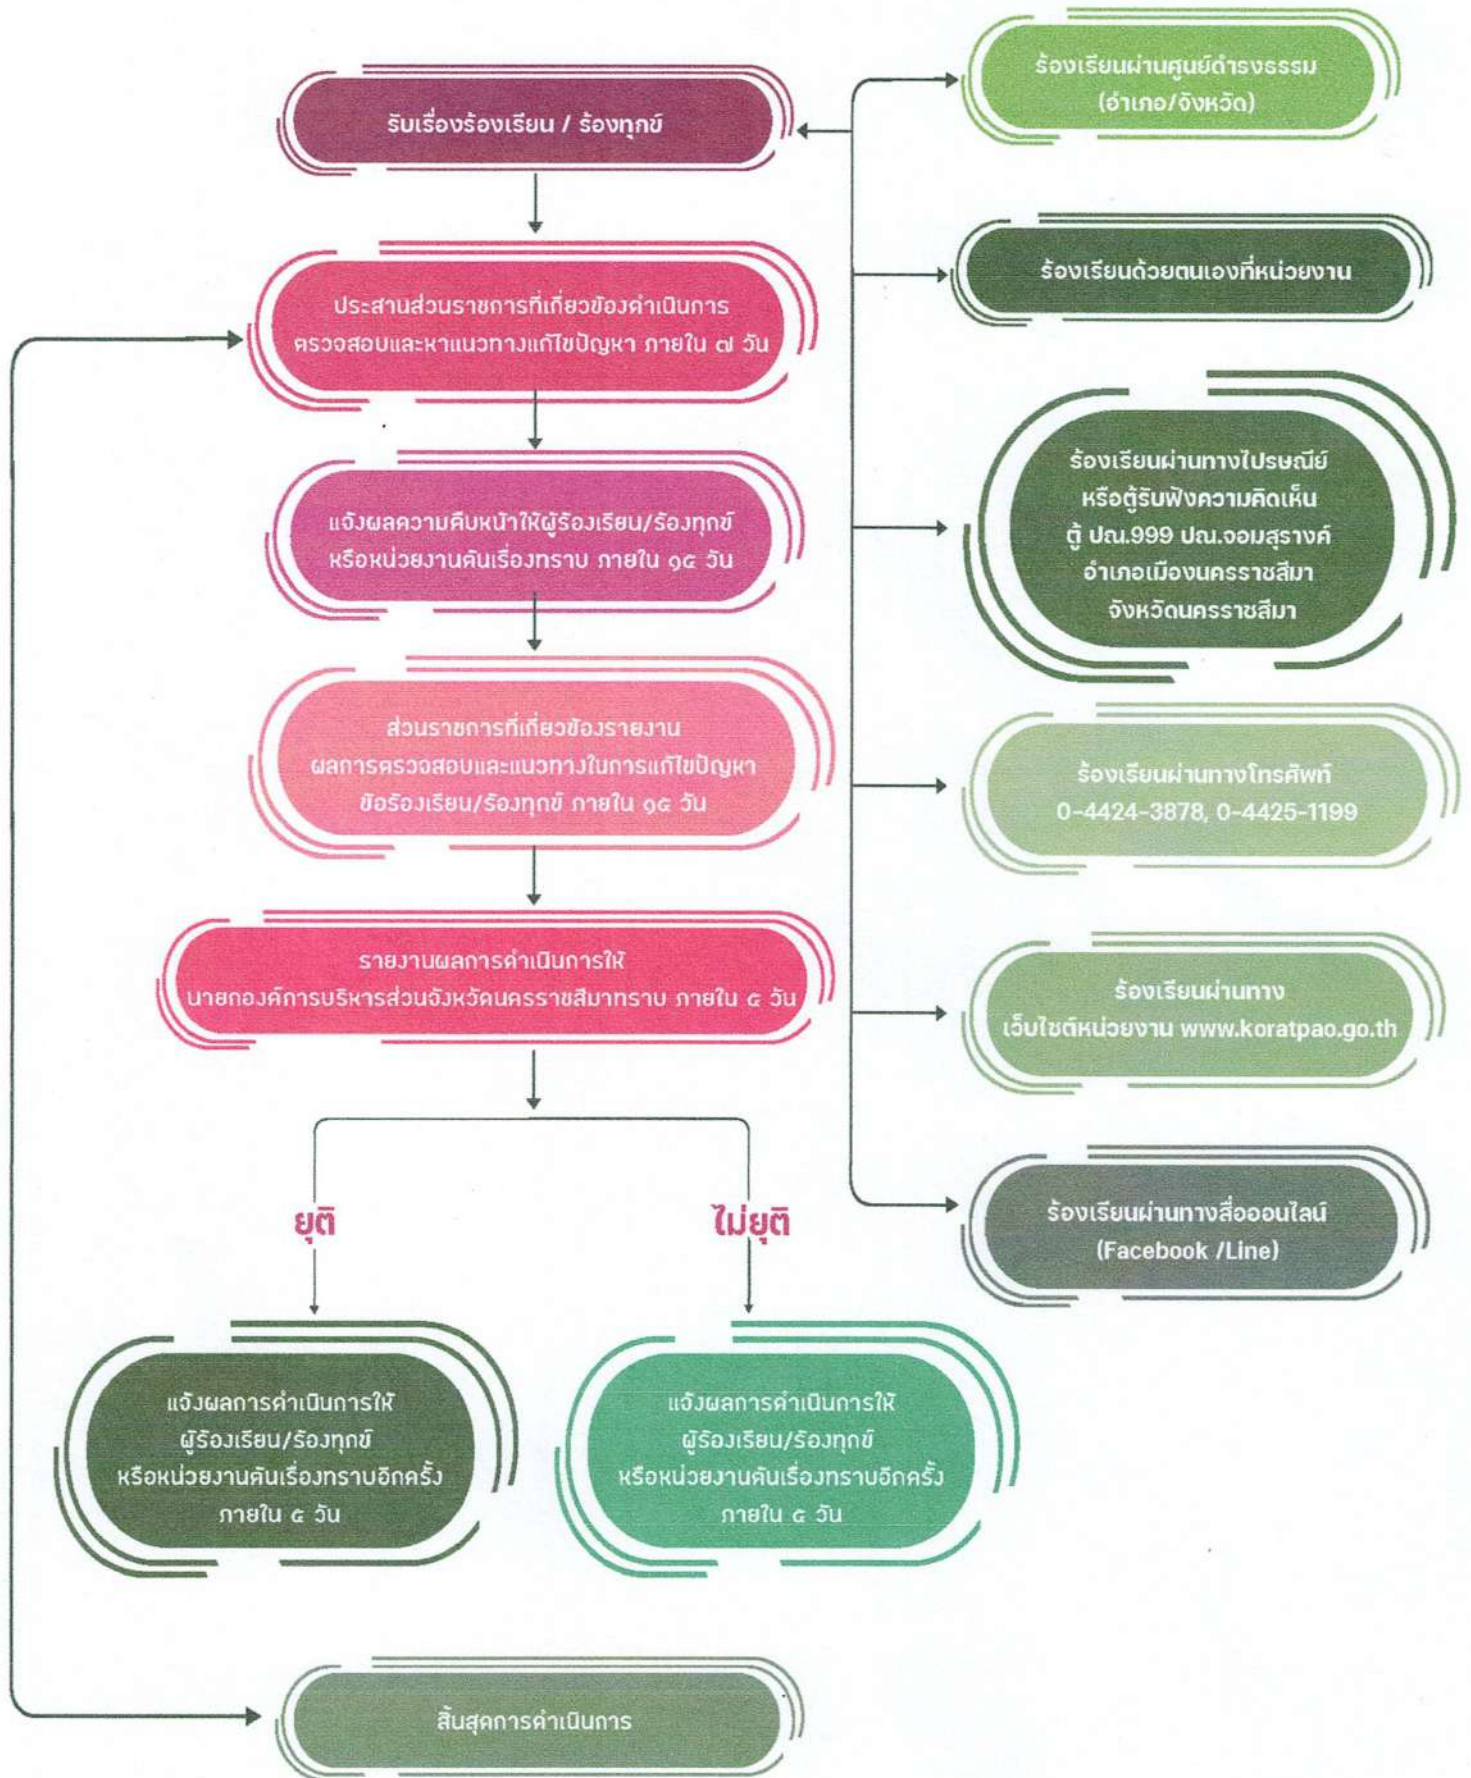 รับเรื่องร้องเรียน / ร้องทุกข์
ประสานส่วนราชการที่เกี่ยวข้องดำเนินการ
ตรวจสอบและหาแนวทางแก้ไขปัญหา ภายใน ๗ วัน
แจ้งผลความคืบหน้าให้ผู้ร้องเรียน/ร้องทุกข์
หรือหน่วยงานต้นเรื่องทราบ ภายใน ๑๕ วัน
ส่วนราชการที่เกี่ยวข้องรายงาน
ผลการตรวจสอบและแนวทางในการแก้ไขปัญหา
ข้อร้องเรียน/ร้องทุกข์ ภายใน ๑๕ วัน
รายงานผลการดำเนินการให้
นายกองค์การบริหารส่วนจังหวัดนครราชสีมาทราบ ภายใน ๕ วัน
ยุติ
ไม่ยุติ
แจ้งผลการดำเนินการให้
ผู้ร้องเรียน/ร้องทุกข์
หรือหน่วยงานต้นเรื่องทราบอีกครั้ง
ภายใน ๕ วัน
แจ้งผลการดำเนินการให้
ผู้ร้องเรียน/ร้องทุกข์
หรือหน่วยงานต้นเรื่องทราบอีกครั้ง
ภายใน ๕ วัน
สิ้นสุดการดำเนินการ
ร้องเรียนผ่านศูนย์ดำรงธรรม
(อำเภอ/จังหวัด)
ร้องเรียนด้วยตนเองที่หน่วยงาน
ร้องเรียนผ่านทางไปรษณีย์
หรือตู้รับฟังความคิดเห็น
ตู้ ปณ.999 ปณ.จอมสุรางค์
อำเภอเมืองนครราชสีมา
จังหวัดนครราชสีมา
ร้องเรียนผ่านทางโทรศัพท์
0-4424-3878, 0-4425-1199
ร้องเรียนผ่านทาง
เว็บไซต์หน่วยงาน www.koratpao.go.th
ร้องเรียนผ่านทางสื่อออนไลน์
(Facebook /Line)